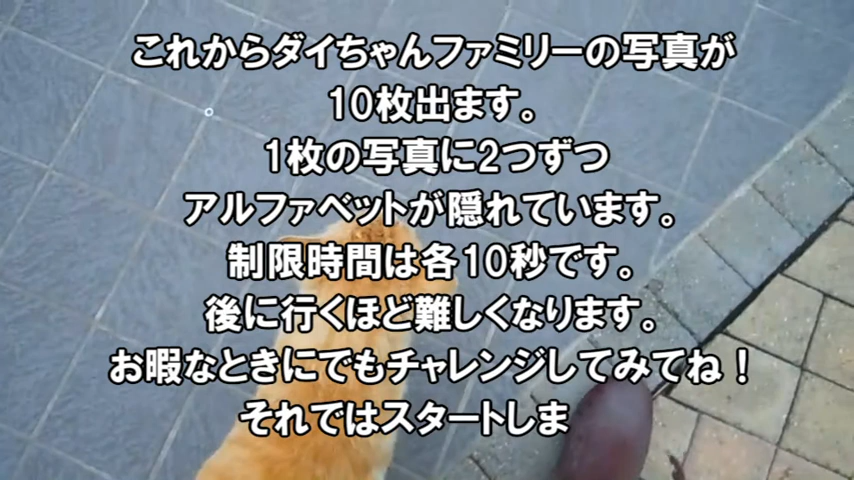 これからダイちゃんファミリーの写真が
10枚出ます。
1枚の写真に2つずつ
アルファベットが隠れています。
制限時間は各10秒です。
後に行くほど難しくなります。
お暇なときにでもチャレンジしてみてね！
それではスタートしま